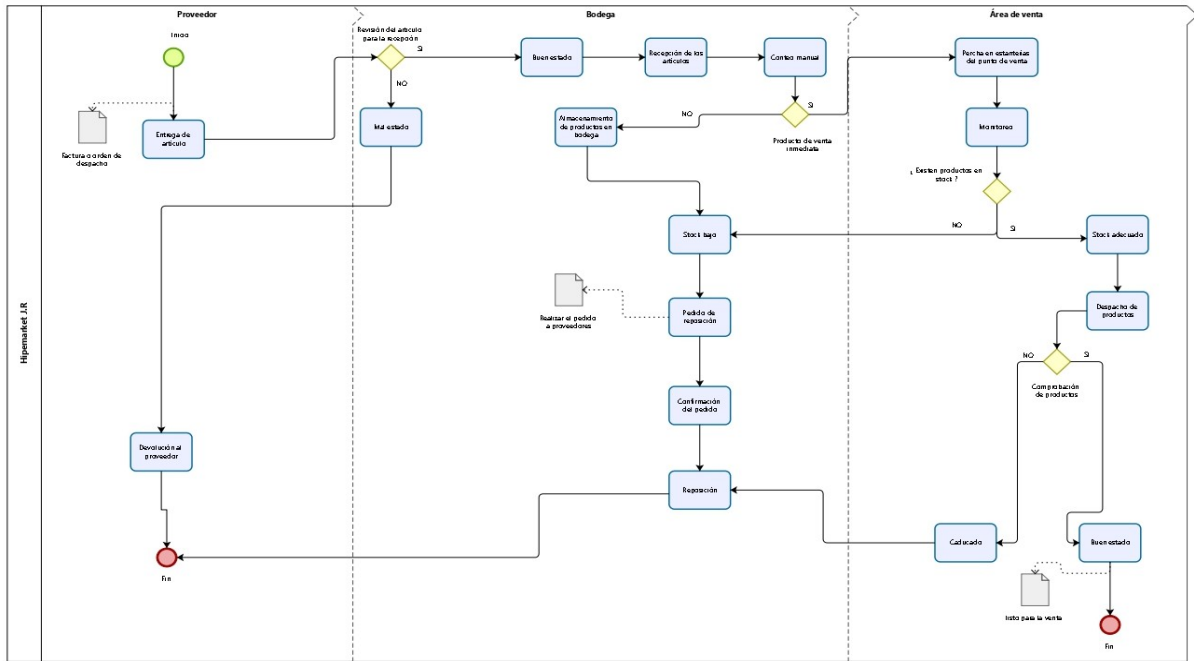 Proveedor
Bodega
Área de venta
Hipemarket J.R
Inicio
Factura o orden de
despacho
Entrega de
artículo
Revisión del artículo
para la recepción
SI
NO
Mal estado
Buen estado
Recepción de los
artículos
Conteo manual
SI
NO
Producto de venta
inmediata
Almacenamiento
de productos en
bodega
Percha en estanterías
del punto de venta
Monitoreo
¿ Existen productos en
stock ?
NO
SI
Stock bajo
Stock adecuado
Realizar el pedido
a proveedores
Pedido de
reposición
Despacho de
productos
NO
SI
Comprobación
de productos
Confirmación
del pedido
Devolución al
proveedor
Reposición
Caducado
Buen estado
Fin
listo para la venta
Fin